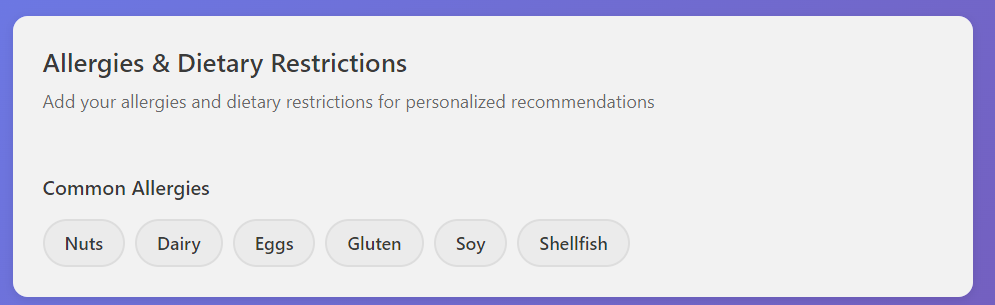 Allergies & Dietary Restrictions
Add your allergies and dietary restrictions for personalized recommendations
Common Allergies
Nuts Dairy Eggs Gluten Soy Shellfish